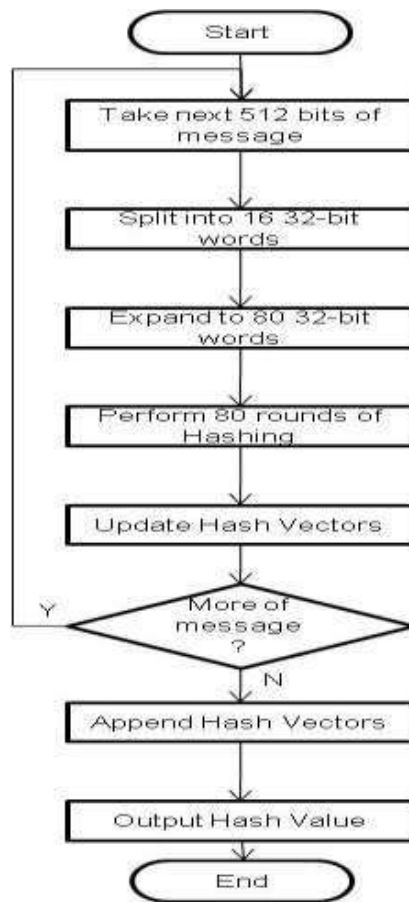 Start
Take next 512 bits of
message
Split into 16 32-bit
words
Expand to 80 32-bit
words
Perform 80 rounds of
Hashing
Update Hash Vectors
More of
message
?
Y
N
Append Hash Vectors
Output Hash Value
End